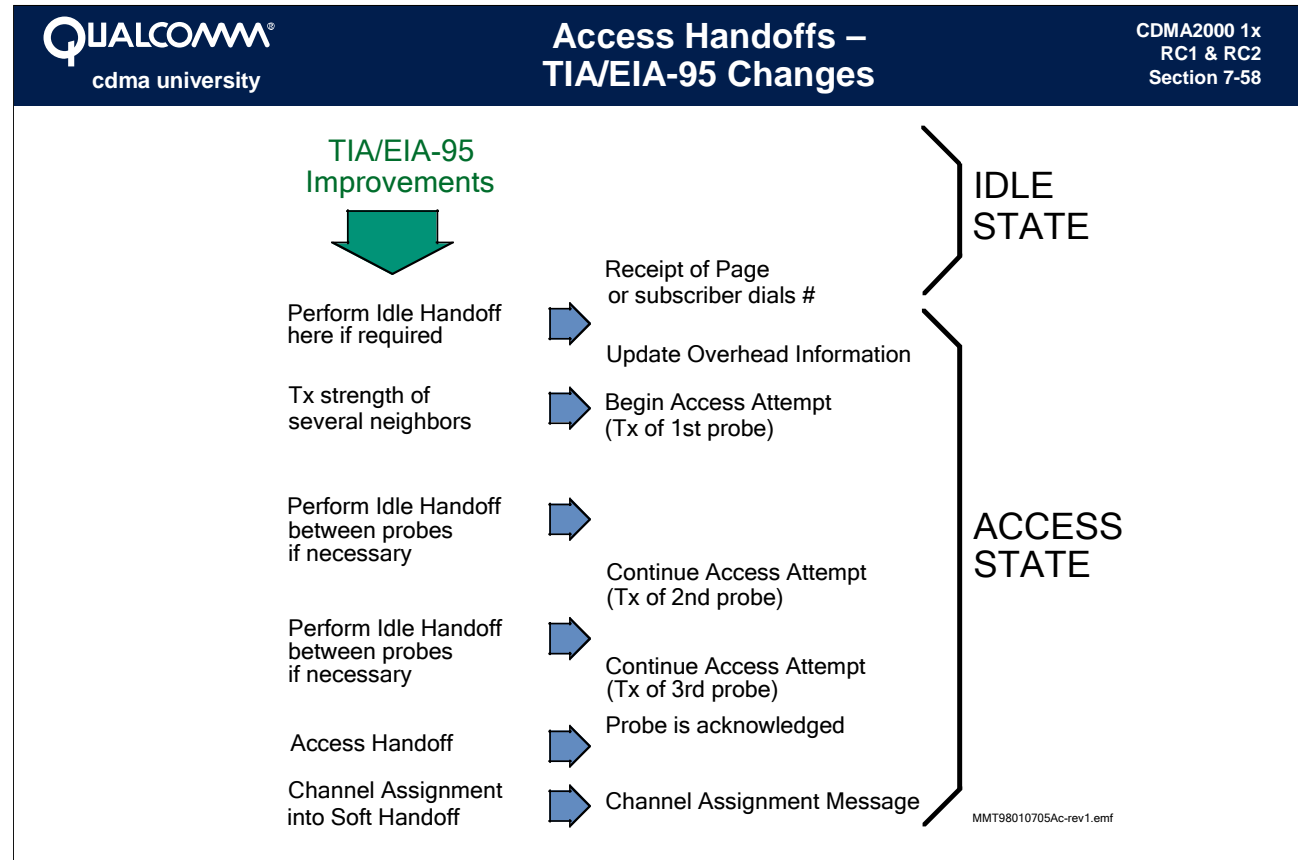 QUALCOMM®
cdma university
Access Handoffs –
TIA/EIA-95 Changes
CDMA2000 1x
RC1 & RC2
Section 7-58
TIA/EIA-95
Improvements
IDLE
STATE
Receipt of Page
or subscriber dials #
Perform Idle Handoff
here if required
Update Overhead Information
Tx strength of
several neighbors
Begin Access Attempt
(Tx of 1st probe)
Perform Idle Handoff
between probes
if necessary
ACCESS
STATE
Continue Access Attempt
(Tx of 2nd probe)
Perform Idle Handoff
between probes
if necessary
Continue Access Attempt
(Tx of 3rd probe)
Probe is acknowledged
Access Handoff
Channel Assignment
into Soft Handoff
Channel Assignment Message
MMT98010705Ac-rev1.emf